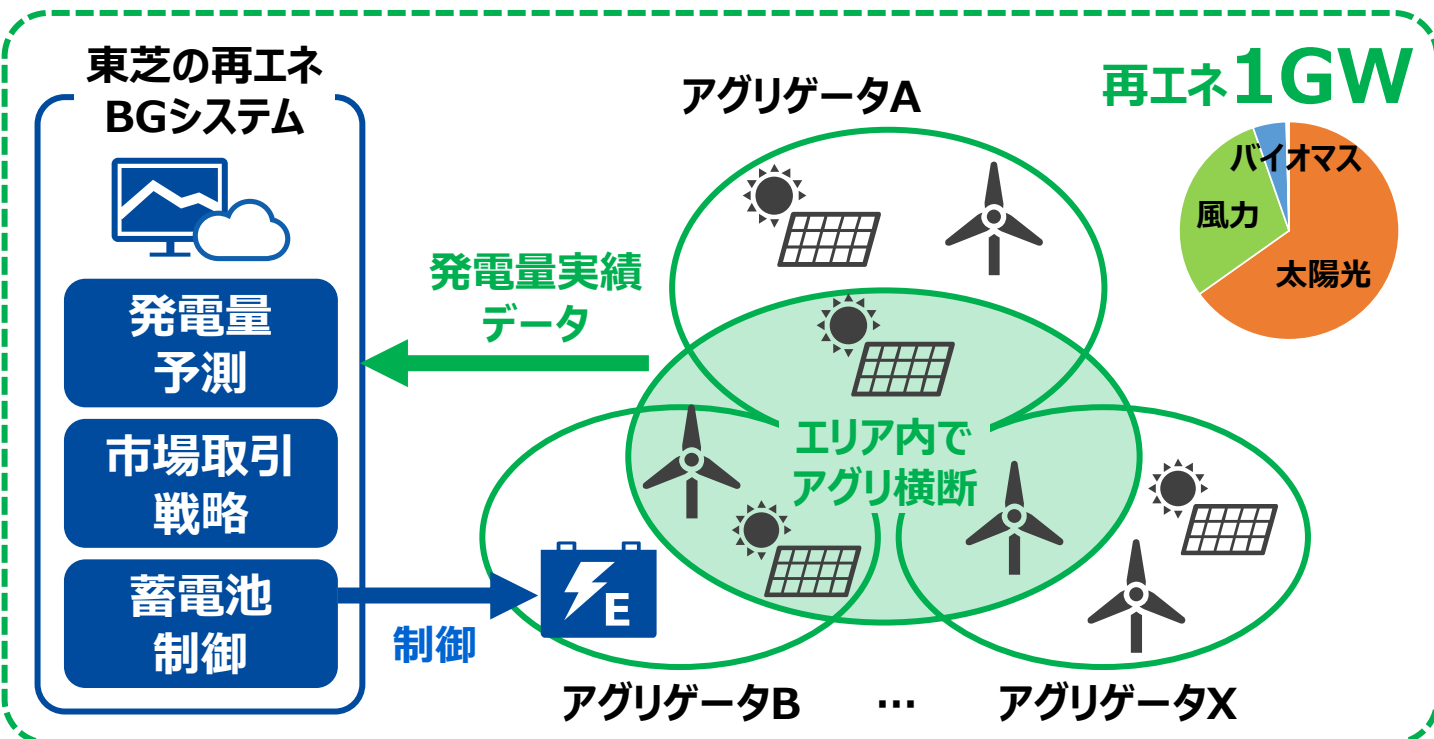 東芝の再エネ
BGシステム
発電量
予測
市場取引
戦略
蓄電池
制御
発電量実績
データ
制御
E
アグリゲータA
エリア内で
アグリ横断
アグリゲータB
…
アグリゲータX
再エネ1GW
バイオマス
風力
太陽光